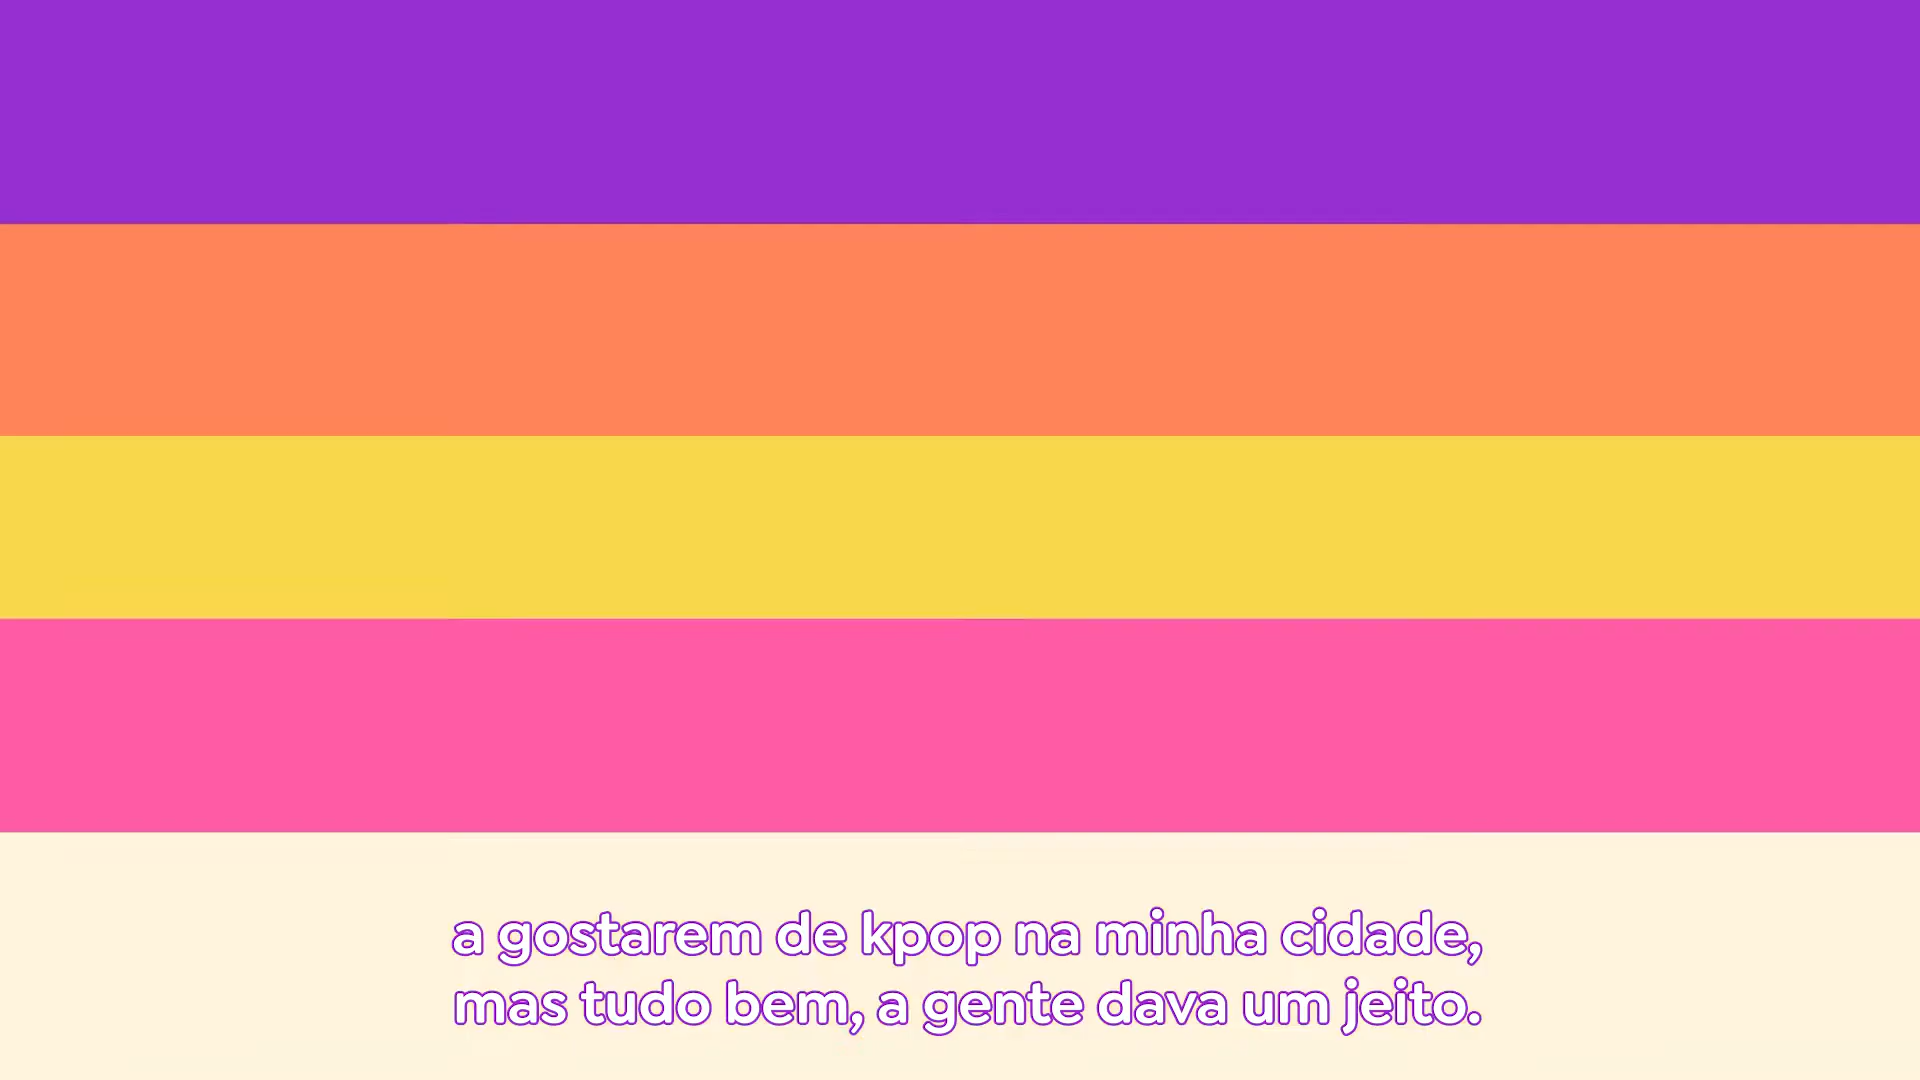 a gostarem de kpop na minha cidade,
mas tudo bem, a gente dava um jeito.